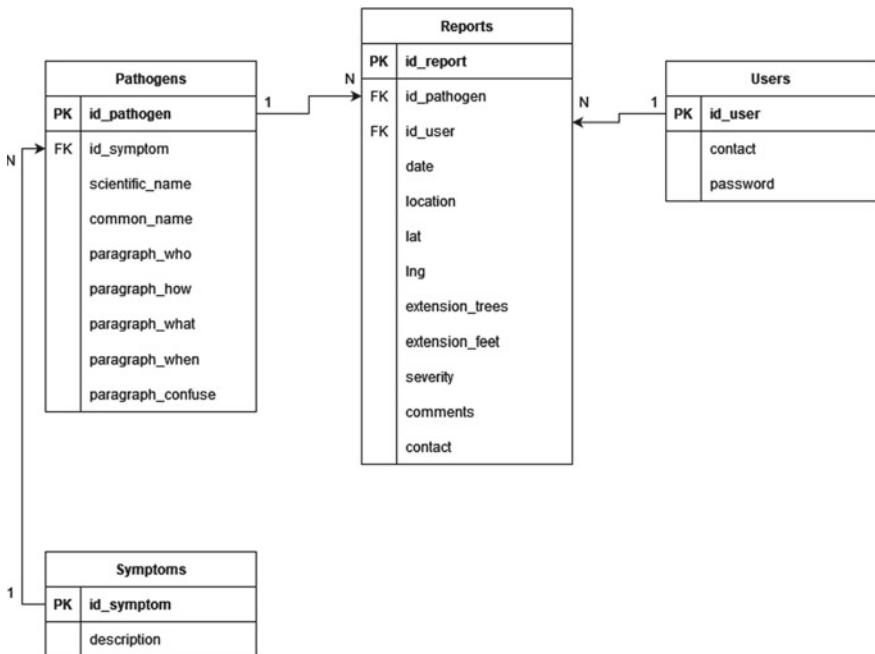 Reports
PK id_report
FK id_pathogen
FK id_user
date
location
lat
lng
extension_trees
extension_feet
severity
comments
contact
Pathogens
PK id_pathogen
FK id_symptom
scientific_name
common_name
paragraph_who
paragraph_how
paragraph_what
paragraph_when
paragraph_confuse
Users
PK id_user
contact
password
Symptoms
PK id_symptom
description
1
N
N
1
N
1